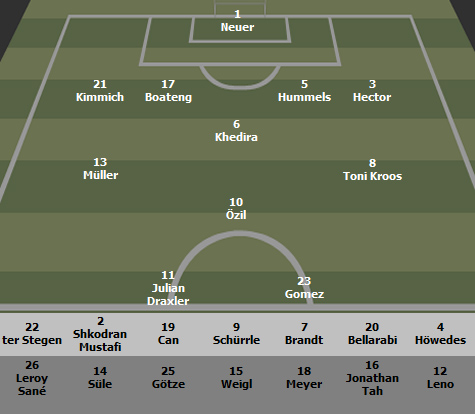 1
Neuer
21
Kimmich
17
Boateng
5
Hummels
3
Hector
6
Khedira
13
Müller
8
Toni Kroos
10
Özil
11
Julian
Draxler
23
Gomez
22
ter Stegen
2
Shkodran
Mustafi
19
Can
9
Schürrle
7
Brandt
20
Bellarabi
4
Höwedes
26
Leroy
Sané
14
Süle
25
Götze
15
Weigl
18
Meyer
16
Jonathan
Tah
12
Leno